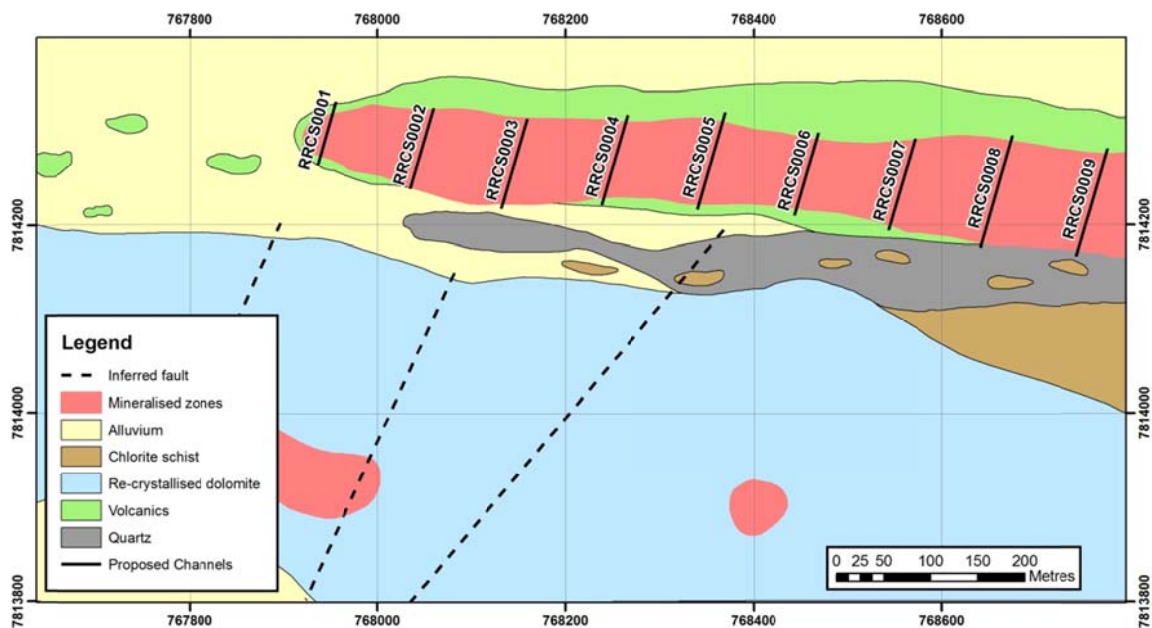 767800 768000 768200 768400 768600
RRCS0001
RRCS0002
RRCS0003
RRCS0004
RRCS0005
RRCS0006
RRCS0007
RRCS0008
RRCS0009
7814200 7814200
Legend
Inferred fault
Mineralised zones
Alluvium
Chlorite schist
Re-crystallised dolomite
Volcanics
Quartz
Proposed Channels
7814000 7814000
0 25 50 100 150 200
Metres
7813800 7813800
767800 768000 768200 768400 768600